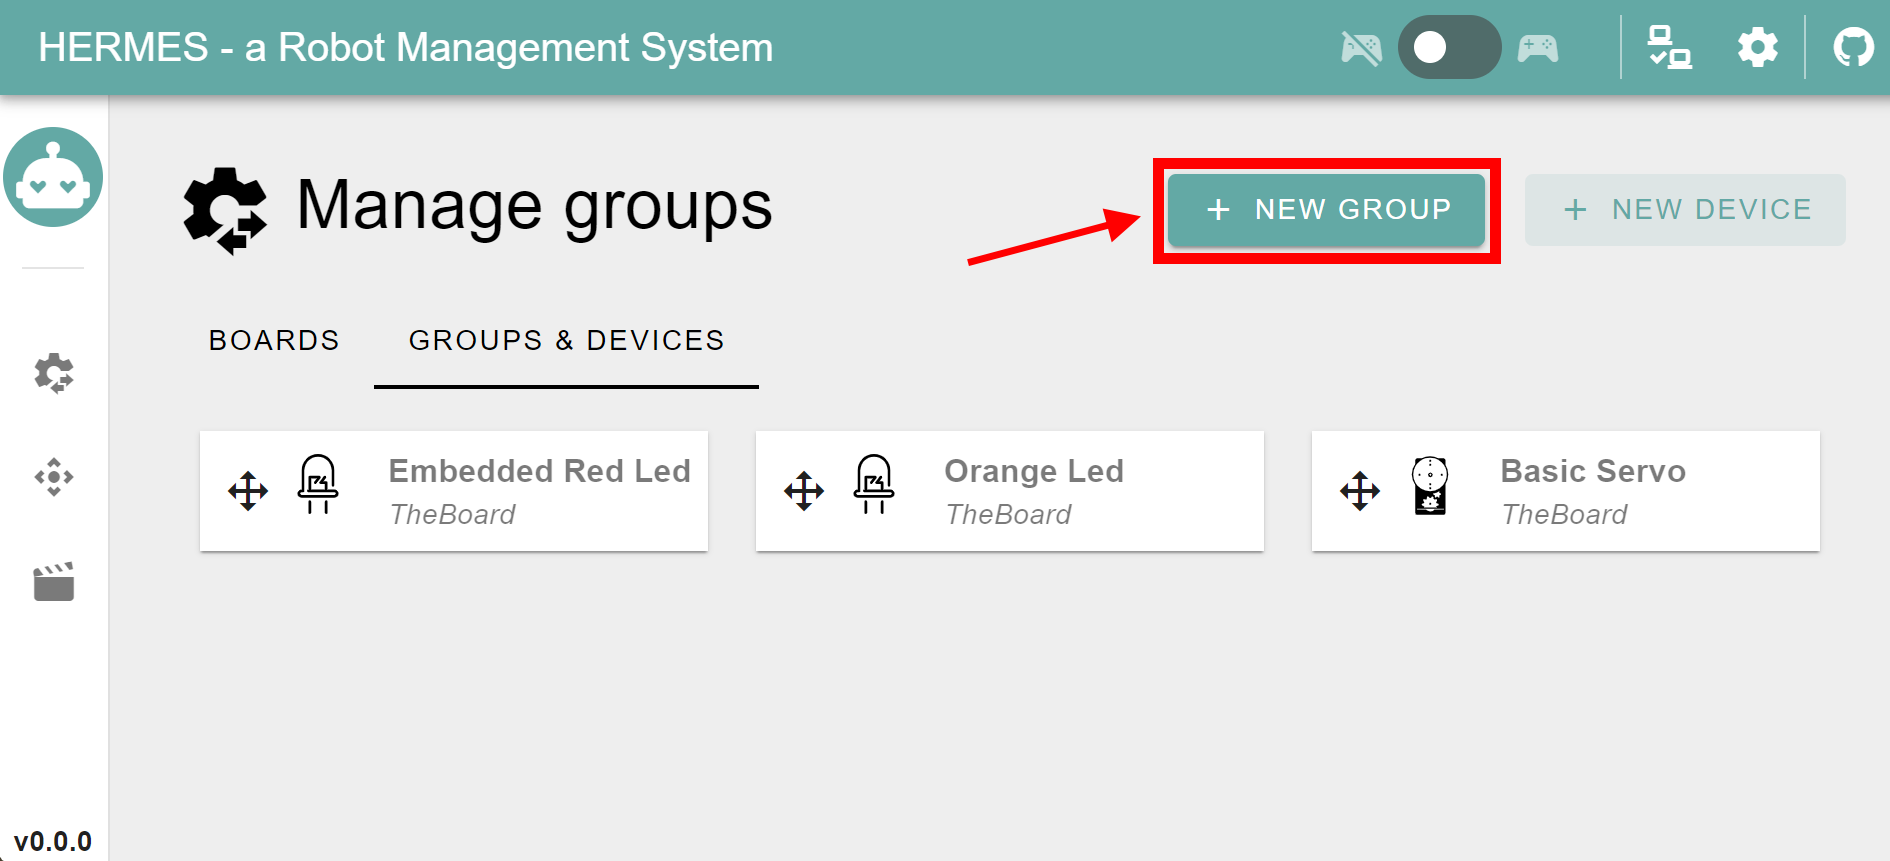 HERMES - a Robot Management System
Manage groups
+ NEW GROUP
+ NEW DEVICE
BOARDS
GROUPS & DEVICES
Embedded Red Led
TheBoard
Orange Led
TheBoard
Basic Servo
TheBoard
v0.0.0